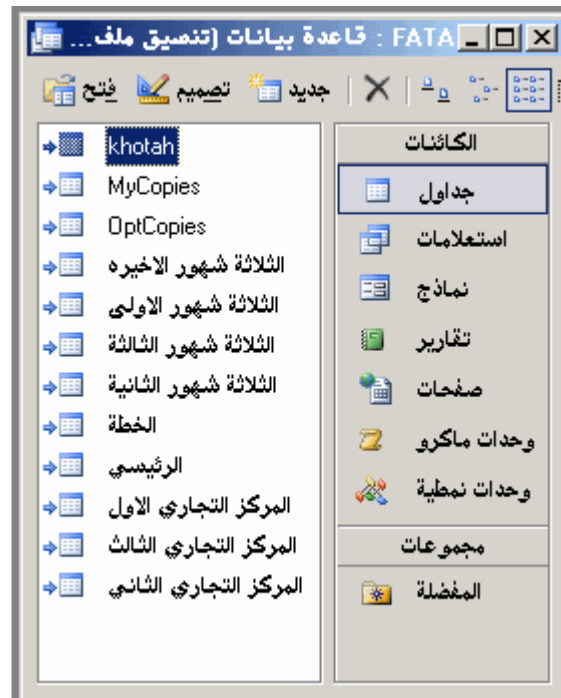 FATA : قاعدة بيانات (تنصيق ملف...
فتح تصميم جديد
الكائنات
جداول
استعلامات
نماذج
تقارير
صفحات
وحدات ماكرو
وحدات نمطية
مجموعات
المفضلة
khotah
MyCopies
OptCopies
الثلاثة شهور الاخيره
الثلاثة شهور الاولى
الثلاثة شهور الثالثة
الثلاثة شهور الثانية
الخطة
الرئيسي
المركز التجاري الاول
المركز التجاري الثالث
المركز التجاري الثاني